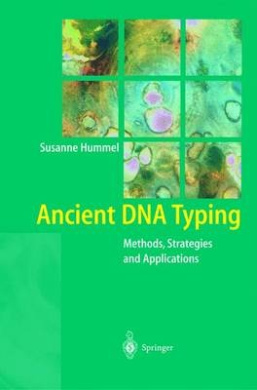 Susanne Hummel
Ancient DNA Typing
Methods, Strategies
and Applications
Springer